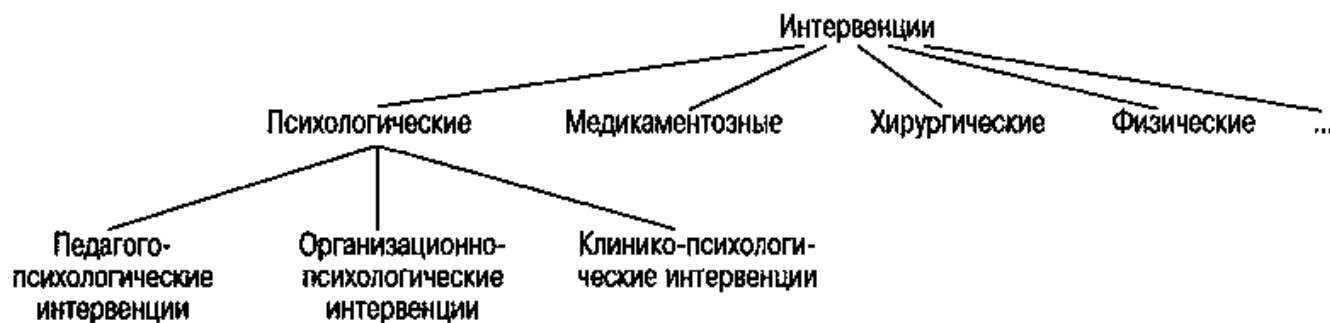 Интервенции
Психологические Медикаментозные Хирургические Физические ...
Педагого-
психологические
интервенции
Организационно-
психологические
интервенции
Клинико-психологи-
ческие интервенции